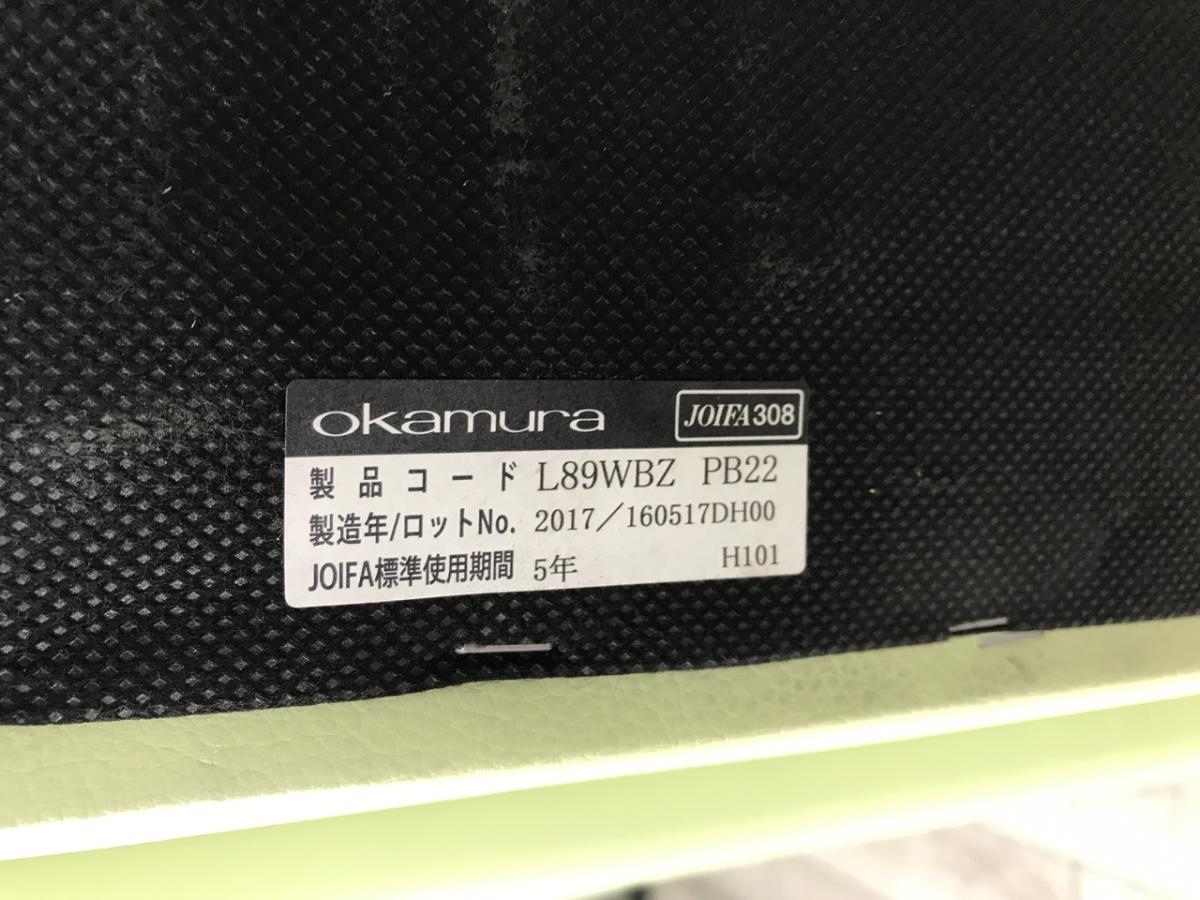 okamura JOIFA308
製品コード L89WBZ PB22
製造年/ロットNo. 2017／160517DH00
JOIFA標準使用期間 5年 H101